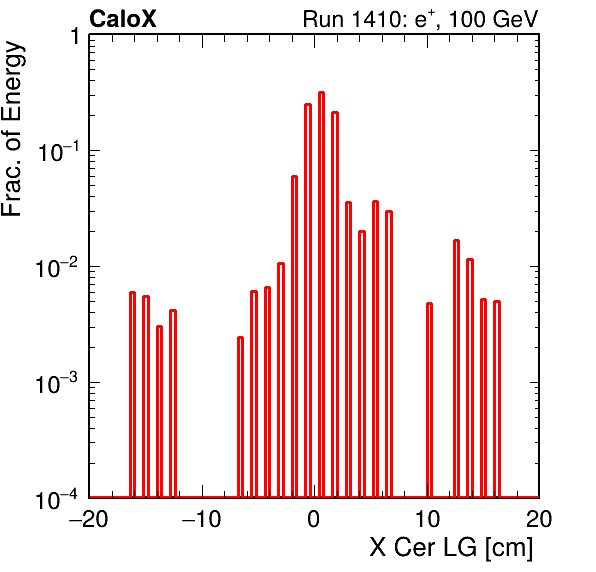 CaloX Run 1410: e⁺, 100 GeV
Frac. of Energy
1
10⁻¹
10⁻²
10⁻³
10⁻⁴
−20 −10 0 10 20
X Cer LG [cm]